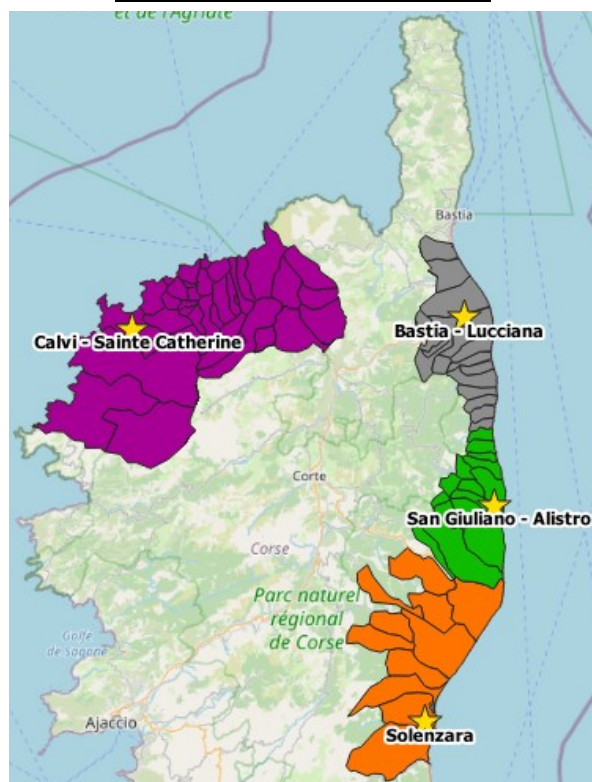 et de l'Agriate
Bastia
Calvi - Sainte Catherine
Bastia - Lucciana
Corte
San Giuliano - Alistro
Corse
Parc naturel
régional
de Corse
Golfe
de Sagone
Ajaccio
Solenzara